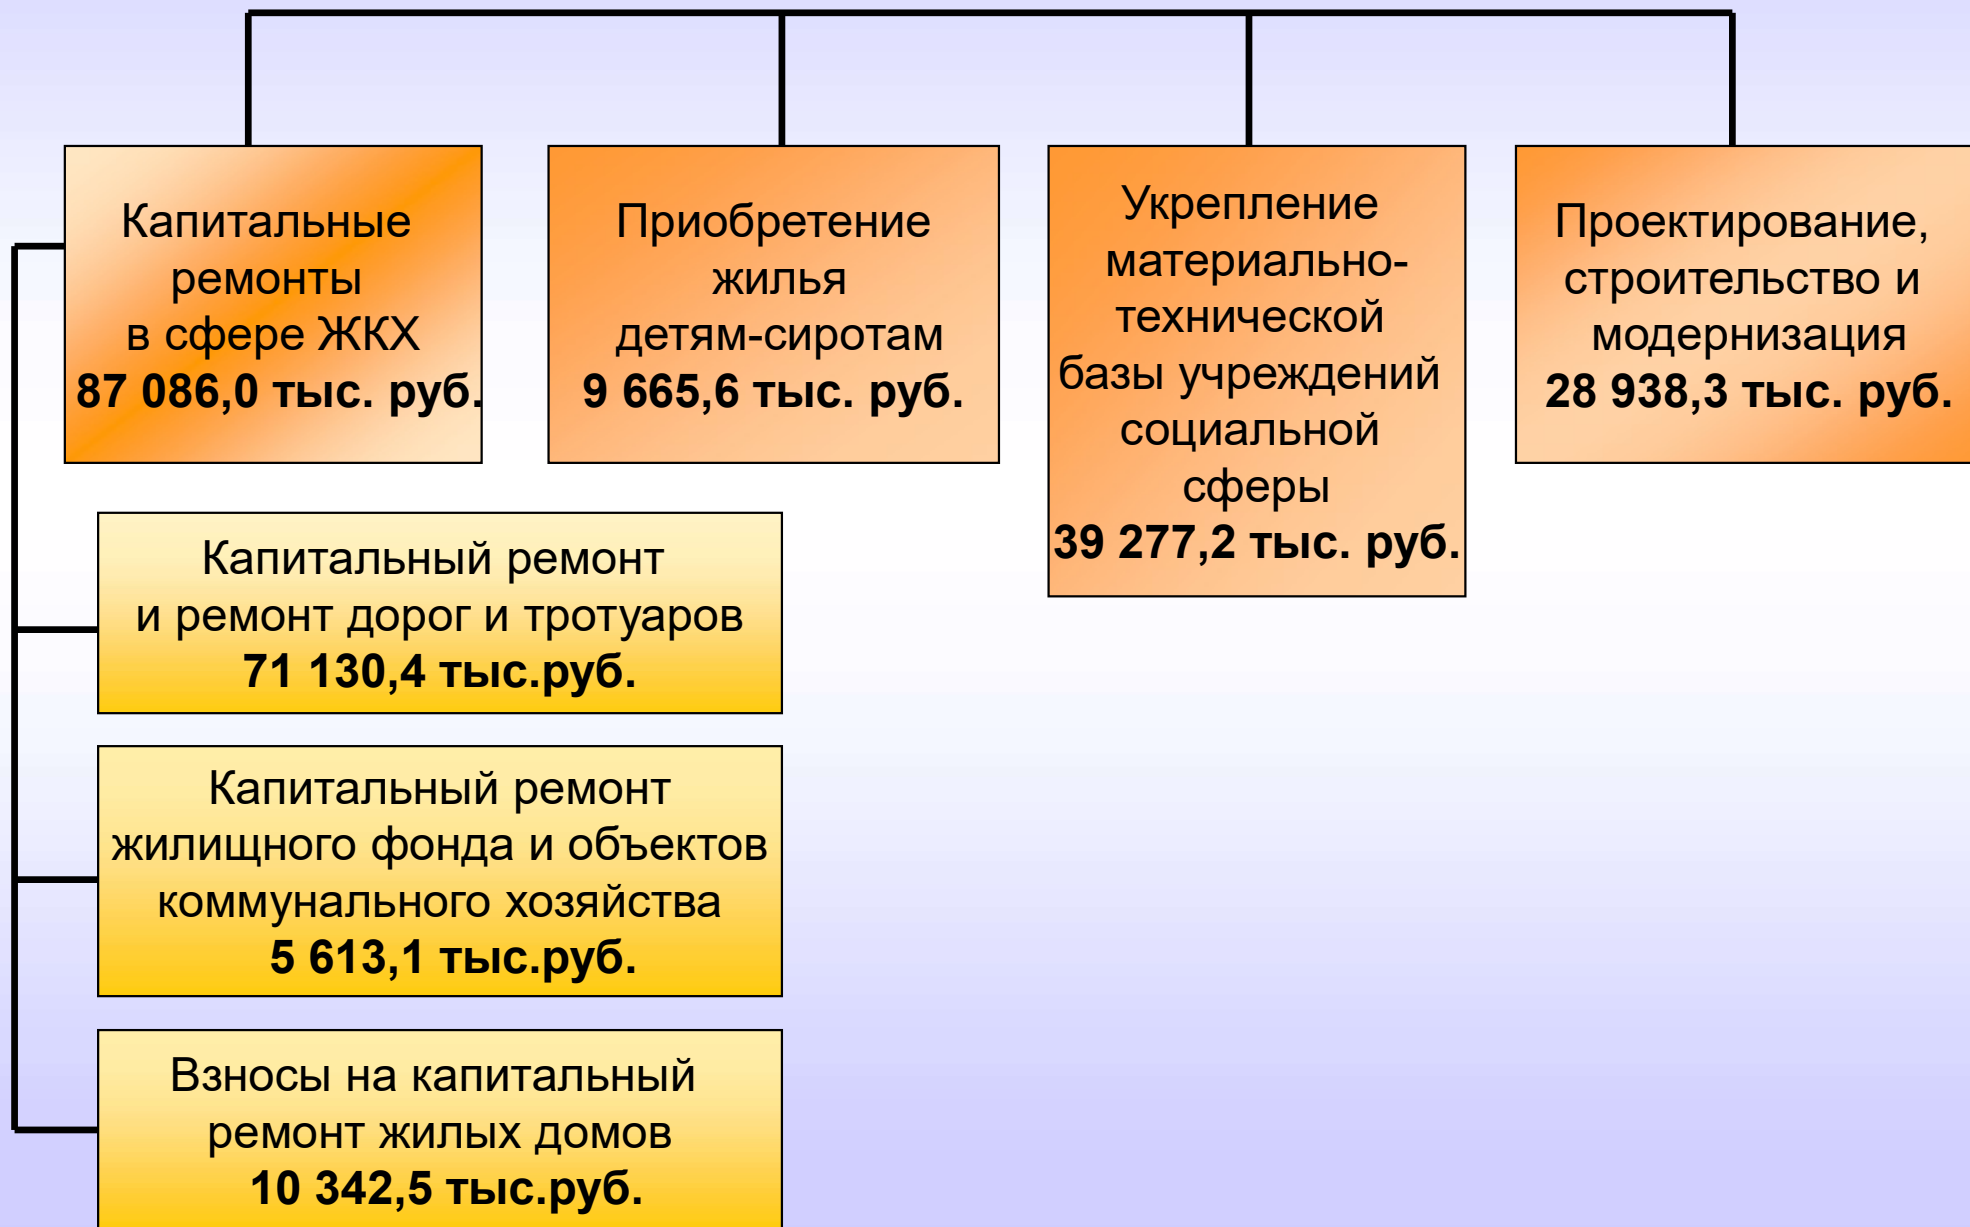 Капитальные
ремонты
в сфере ЖКХ
87 086,0 тыс. руб.
Приобретение
жилья
детям-сиротам
9 665,6 тыс. руб.
Укрепление
материально-
технической
базы учреждений
социальной
сферы
39 277,2 тыс. руб.
Проектирование,
строительство и
модернизация
28 938,3 тыс. руб.
Капитальный ремонт
и ремонт дорог и тротуаров
71 130,4 тыс.руб.
Капитальный ремонт
жилищного фонда и объектов
коммунального хозяйства
5 613,1 тыс.руб.
Взносы на капитальный
ремонт жилых домов
10 342,5 тыс.руб.